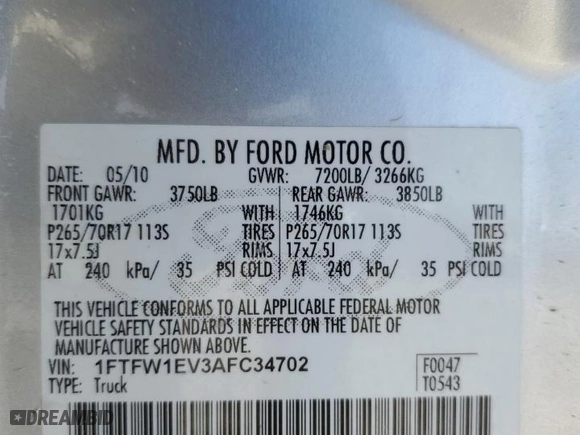 MFD. BY FORD MOTOR CO.
DATE: 05/10 GVWR: 7200LB/ 3266KG
FRONT GAWR: 3750LB REAR GAWR: 3850LB
1701KG WITH 1746KG WITH
P265/70R17 113S TIRES P265/70R17 113S TIRES
17x7.5J RIMS 17x7.5J RIMS
AT 240 kPa/ 35 PSI COLD AT 240 kPa/ 35 PSI COLD
THIS VEHICLE CONFORMS TO ALL APPLICABLE FEDERAL MOTOR
VEHICLE SAFETY STANDARDS IN EFFECT ON THE DATE OF
MANUFACTURE SHOWN ABOVE.
VIN: 1FTFW1EV3AFC34702 F0047
TYPE: Truck T0543
DREAMBID